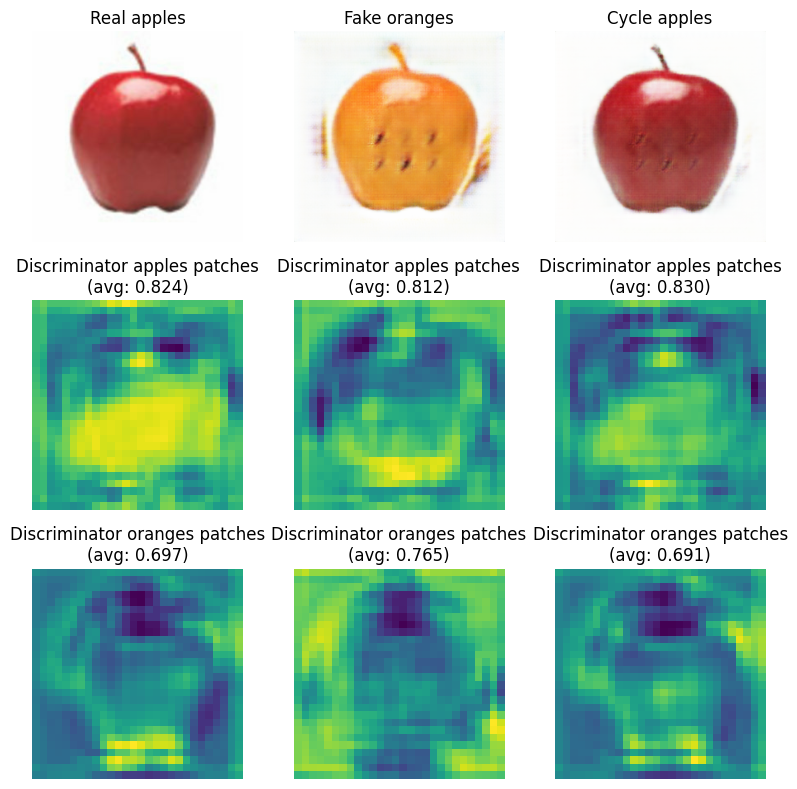 Real apples
Fake oranges
Cycle apples
Discriminator apples patches
(avg: 0.824)
Discriminator apples patches
(avg: 0.812)
Discriminator apples patches
(avg: 0.830)
Discriminator oranges patches
(avg: 0.697)
Discriminator oranges patches
(avg: 0.765)
Discriminator oranges patches
(avg: 0.691)